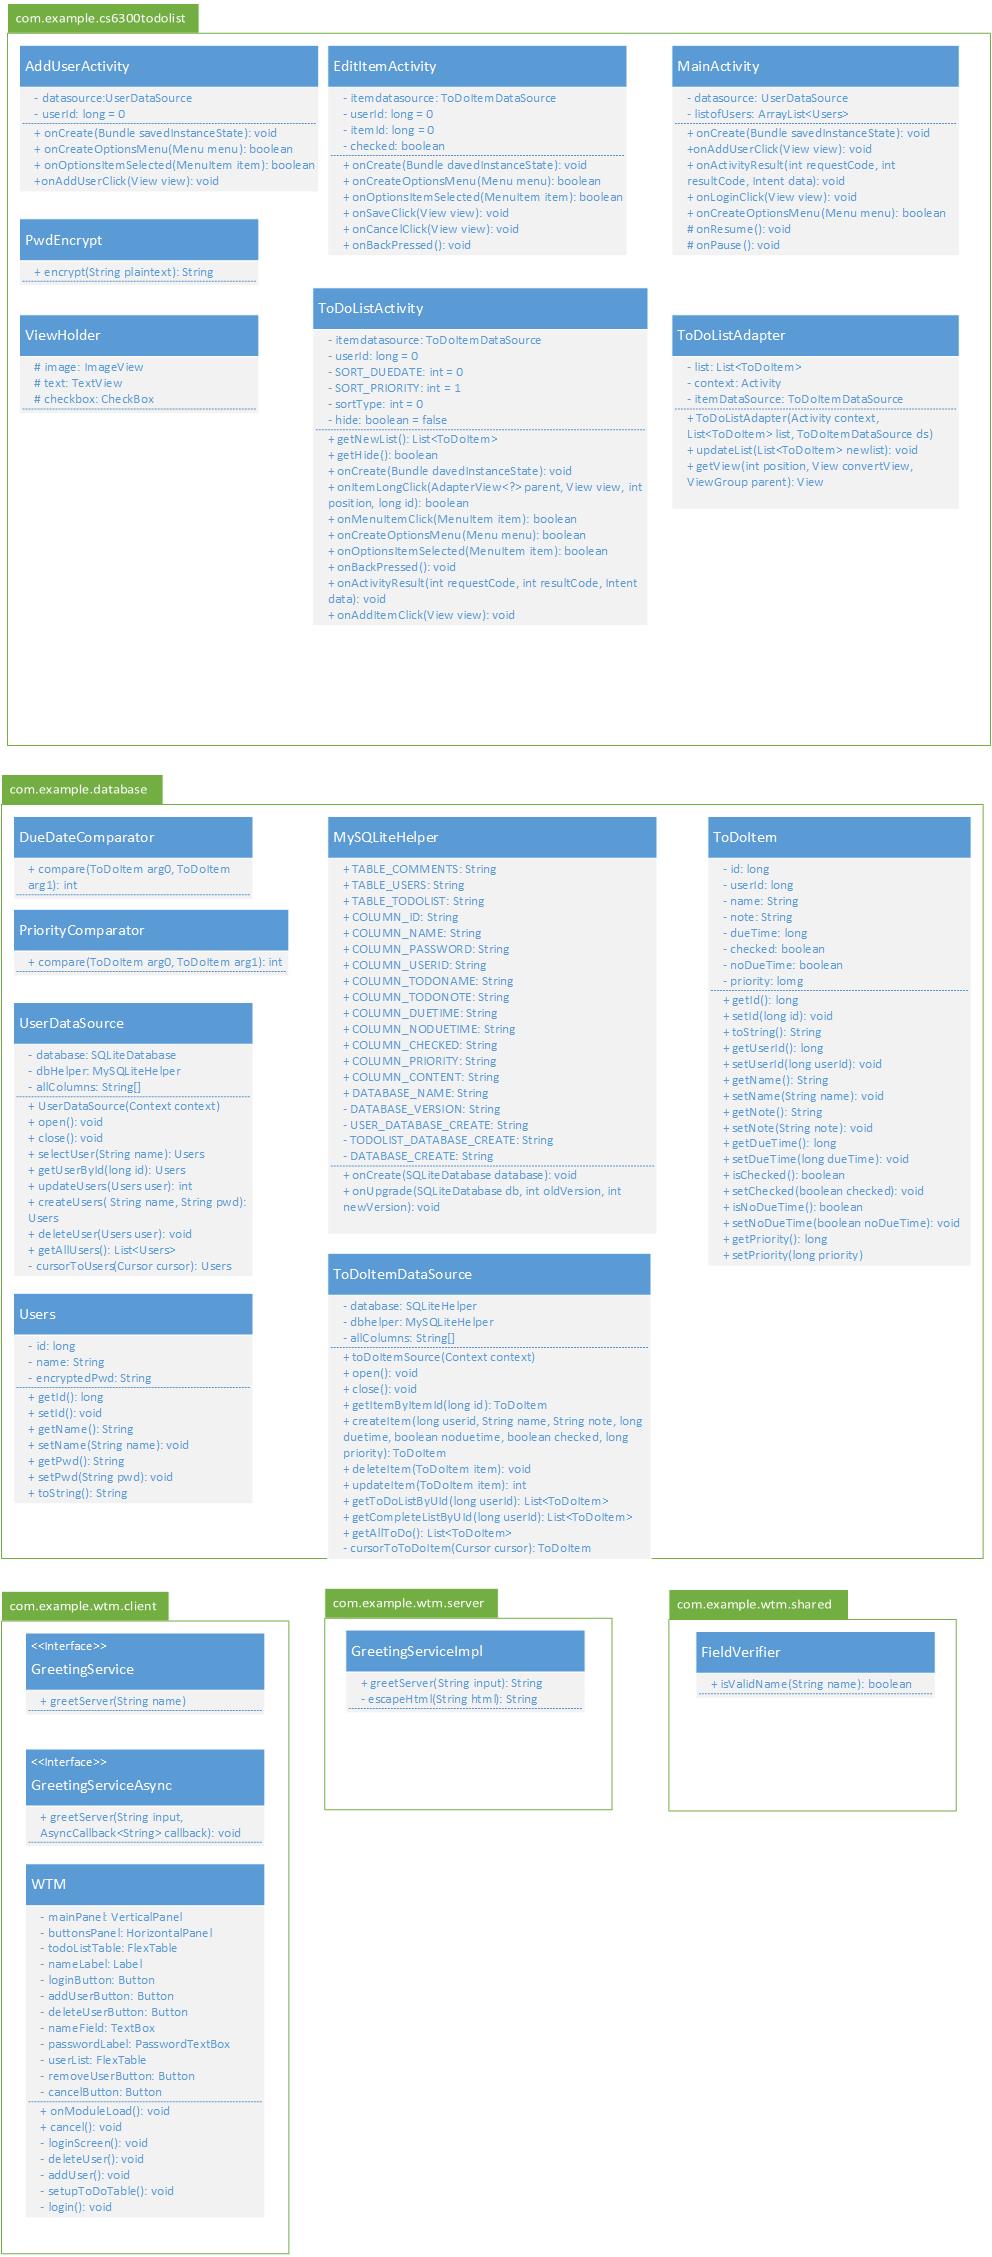 com.example.cs6300todolist
AddUserActivity
- datasource:UserDataSource
- userId: long = 0
+ onCreate(Bundle savedInstanceState): void
+ onCreateOptionsMenu(Menu menu): boolean
+ onOptionsItemSelected(MenuItem item): boolean
+onAddUserClick(View view): void
EditItemActivity
- itemdatasource: ToDoItemDataSource
- userId: long = 0
- itemId: long = 0
- checked: boolean
+ onCreate(Bundle davedInstanceState): void
+ onCreateOptionsMenu(Menu menu): boolean
+ onOptionsItemSelected(MenuItem item): boolean
+ onSaveClick(View view): void
+ onCancelClick(View view): void
+ onBackPressed(): void
MainActivity
- datasource: UserDataSource
- listofUsers: ArrayList<Users>
+ onCreate(Bundle savedInstanceState): void
+onAddUserClick(View view): void
+ onActivityResult(int requestCode, int
resultCode, Intent data): void
+ onLoginClick(View view): void
+ onCreateOptionsMenu(Menu menu): boolean
# onResume(): void
# onPause(): void
PwdEncrypt
+ encrypt(String plaintext): String
ViewHolder
# image: ImageView
# text: TextView
# checkbox: CheckBox
ToDoListActivity
- itemdatasource: ToDoItemDataSource
- userId: long = 0
- SORT_DUEDATE: int = 0
- SORT_PRIORITY: int = 1
- sortType: int = 0
- hide: boolean = false
+ getNewList(): List<ToDoItem>
+ getHide(): boolean
+ onCreate(Bundle davedInstanceState): void
+ onItemLongClick(AdapterView<?> parent, View view, int
position, long id): boolean
+ onMenuItemClick(MenuItem item): boolean
+ onCreateOptionsMenu(Menu menu): boolean
+ onOptionsItemSelected(MenuItem item): boolean
+ onBackPressed(): void
+ onActivityResult(int requestCode, int resultCode, Intent
data): void
+ onAddItemClick(View view): void
ToDoListAdapter
- list: List<ToDoItem>
- context: Activity
- itemDataSource: ToDoItemDataSource
+ ToDoListAdapter(Activity context,
List<ToDoItem> list, ToDoItemDataSource ds)
+ updateList(List<ToDoItem> newlist): void
+ getView(int position, View convertView,
ViewGroup parent): View
com.example.database
DueDateComparator
+ compare(ToDoItem arg0, ToDoItem
arg1): int
PriorityComparator
+ compare(ToDoItem arg0, ToDoItem arg1): int
UserDataSource
- database: SQLiteDatabase
- dbHelper: MySQLiteHelper
- allColumns: String[]
+ UserDataSource(Context context)
+ open(): void
+ close(): void
+ selectUser(String name): Users
+ getUserById(long id): Users
+ updateUsers(Users user): int
+ createUsers( String name, String pwd):
Users
+ deleteUser(Users user): void
+ getAllUsers(): List<Users>
- cursorToUsers(Cursor cursor): Users
Users
- id: long
- name: String
- encryptedPwd: String
+ getId(): long
+ setId(): void
+ getName(): String
+ setName(String name): void
+ getPwd(): String
+ setPwd(String pwd): void
+ toString(): String
MySQLiteHelper
+ TABLE_COMMENTS: String
+ TABLE_USERS: String
+ TABLE_TODOLIST: String
+ COLUMN_ID: String
+ COLUMN_NAME: String
+ COLUMN_PASSWORD: String
+ COLUMN_USERID: String
+ COLUMN_TODONAME: String
+ COLUMN_TODONOTE: String
+ COLUMN_DUETIME: String
+ COLUMN_NODUETIME: String
+ COLUMN_CHECKED: String
+ COLUMN_PRIORITY: String
+ COLUMN_CONTENT: String
+ DATABASE_NAME: String
- DATABASE_VERSION: String
- USER_DATABASE_CREATE: String
- TODOLIST_DATABASE_CREATE: String
- DATABASE_CREATE: String
+ onCreate(SQLiteDatabase database): void
+ onUpgrade(SQLiteDatabase db, int oldVersion, int
newVersion): void
ToDoItemDataSource
- database: SQLiteHelper
- dbhelper: MySQLiteHelper
- allColumns: String[]
+ toDoItemSource(Context context)
+ open(): void
+ close(): void
+ getItemByItemId(long id): ToDoItem
+ createItem(long userid, String name, String note, long
duetime, boolean noduetime, boolean checked, long
priority): ToDoItem
+ deleteItem(ToDoItem item): void
+ updateItem(ToDoItem item): int
+ getToDoListByUId(long userId): List<ToDoItem>
+ getCompleteListByUId(long userId): List<ToDoItem>
+ getAllToDo(): List<ToDoItem>
- cursorToToDoItem(Cursor cursor): ToDoItem
ToDoItem
- id: long
- userId: long
- name: String
- note: String
- dueTime: long
- checked: boolean
- noDueTime: boolean
- priority: lomg
+ getId(): long
+ setId(long id): void
+ toString(): String
+ getUserId(): long
+ setUserId(long userId): void
+ getName(): String
+ setName(String name): void
+ getNote(): String
+ setNote(String note): void
+ getDueTime(): long
+ setDueTime(long dueTime): void
+ isChecked(): boolean
+ setChecked(boolean checked): void
+ isNoDueTime(): boolean
+ setNoDueTime(boolean noDueTime): void
+ getPriority(): long
+ setPriority(long priority)
com.example.wtm.client
<<Interface>>
GreetingService
+ greetServer(String name)
<<Interface>>
GreetingServiceAsync
+ greetServer(String input,
AsyncCallback<String> callback): void
WTM
- mainPanel: VerticalPanel
- buttonsPanel: HorizontalPanel
- todoListTable: FlexTable
- nameLabel: Label
- loginButton: Button
- addUserButton: Button
- deleteUserButton: Button
- nameField: TextBox
- passwordLabel: PasswordTextBox
- userList: FlexTable
- removeUserButton: Button
- cancelButton: Button
+ onModuleLoad(): void
+ cancel(): void
- loginScreen(): void
- deleteUser(): void
- addUser(): void
- setupToDoTable(): void
- login(): void
com.example.wtm.server
GreetingServiceImpl
+ greetServer(String input): String
- escapeHtml(String html): String
com.example.wtm.shared
FieldVerifier
+ isValidName(String name): boolean